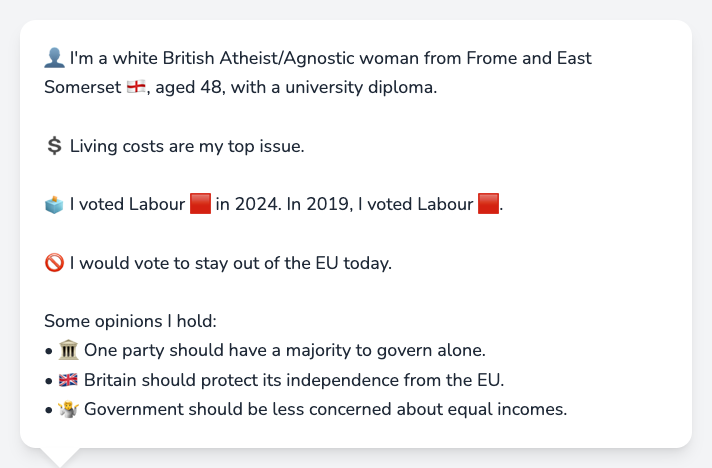 👤 I'm a white British Atheist/Agnostic woman from Frome and East
Somerset 🏴󠁧󠁢󠁥󠁮󠁧󠁿, aged 48, with a university diploma.
💲 Living costs are my top issue.
🗳️ I voted Labour 🟥 in 2024. In 2019, I voted Labour 🟥.
🚫 I would vote to stay out of the EU today.
Some opinions I hold:
• 🏛️ One party should have a majority to govern alone.
• 🇬🇧 Britain should protect its independence from the EU.
• 🤷 Government should be less concerned about equal incomes.